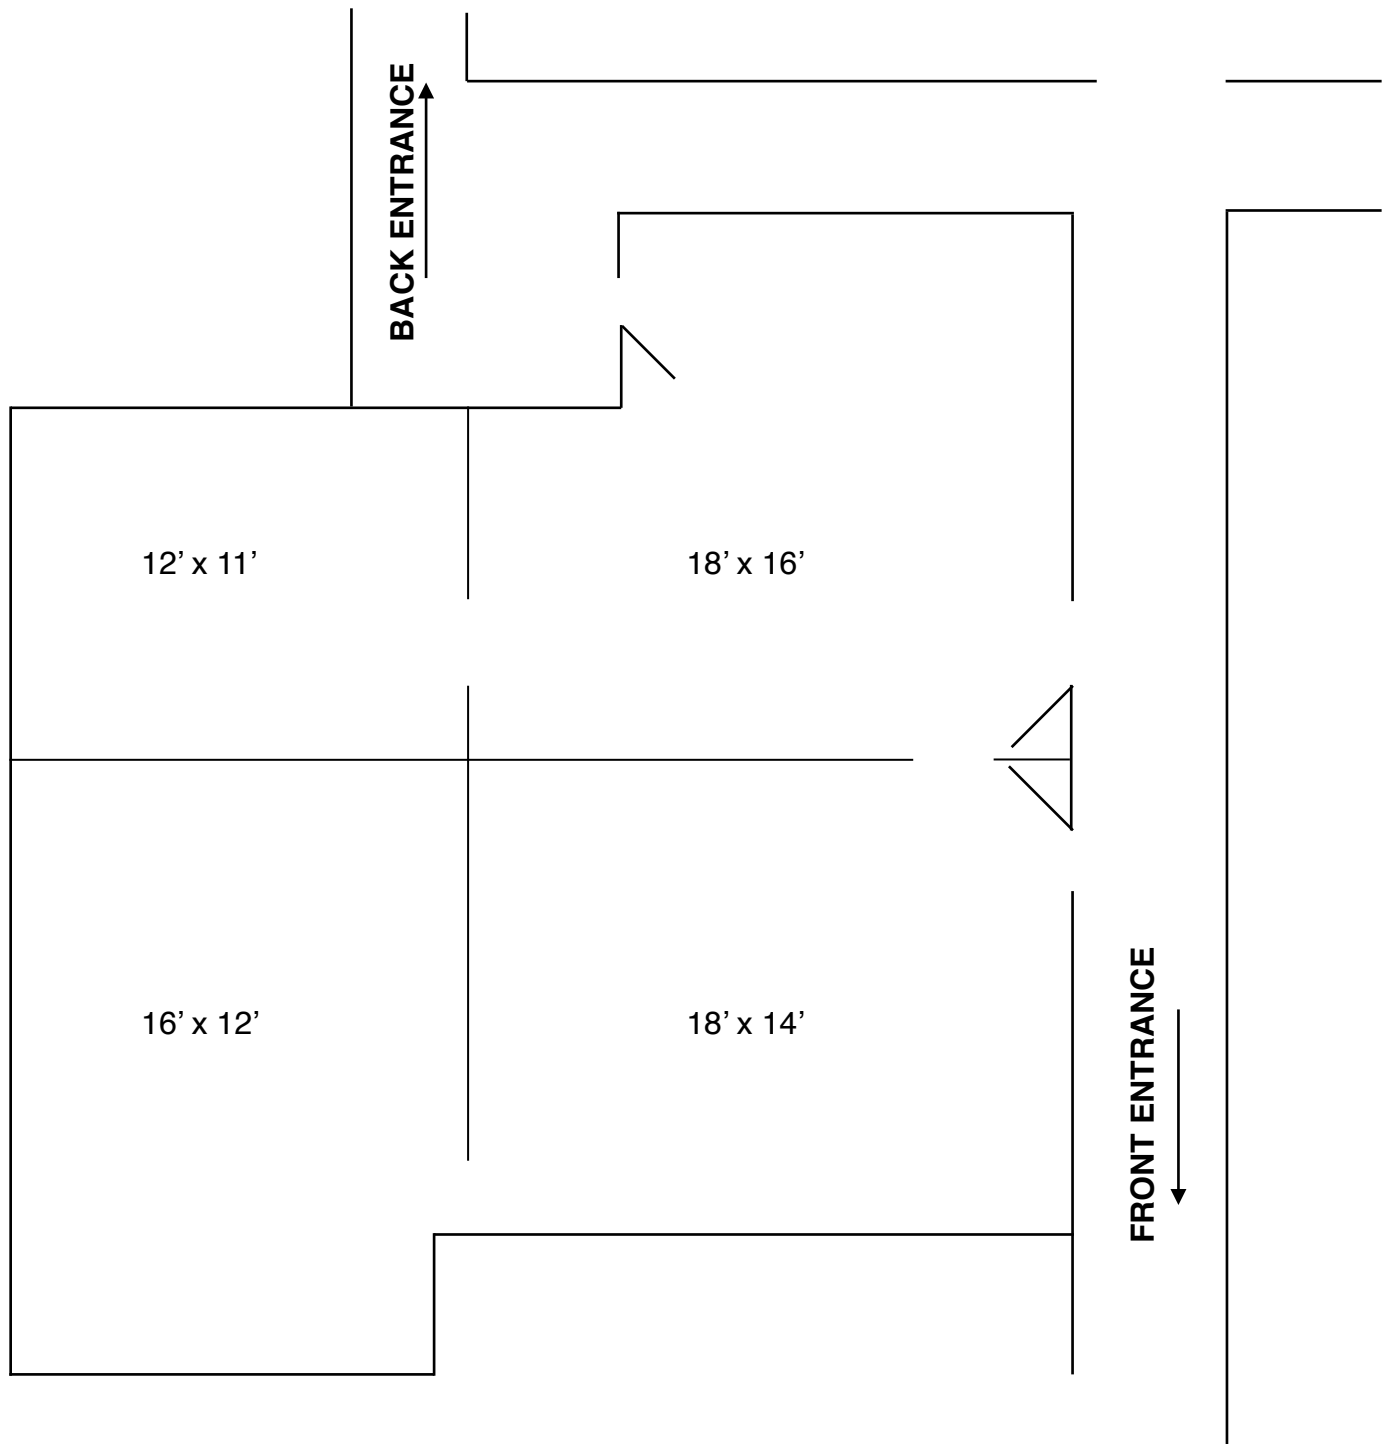 BACK ENTRANCE
12’ x 11’
18’ x 16’
16’ x 12’
18’ x 14’
FRONT ENTRANCE